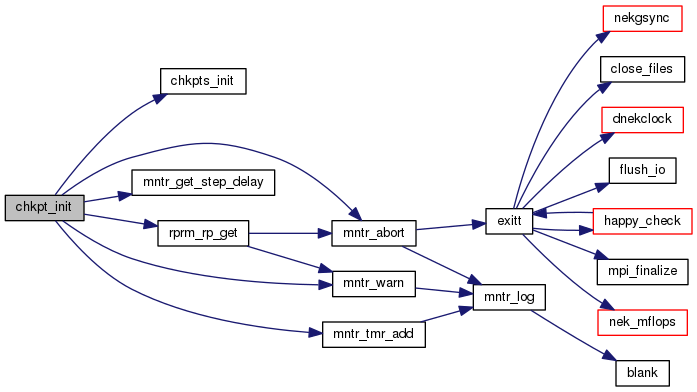 chkpt_init
chkpts_init
mntr_get_step_delay
rprm_rp_get
mntr_abort
mntr_warn
mntr_tmr_add
exitt
mntr_log
nekgsync
close_files
dnekclock
flush_io
happy_check
mpi_finalize
nek_mflops
blank